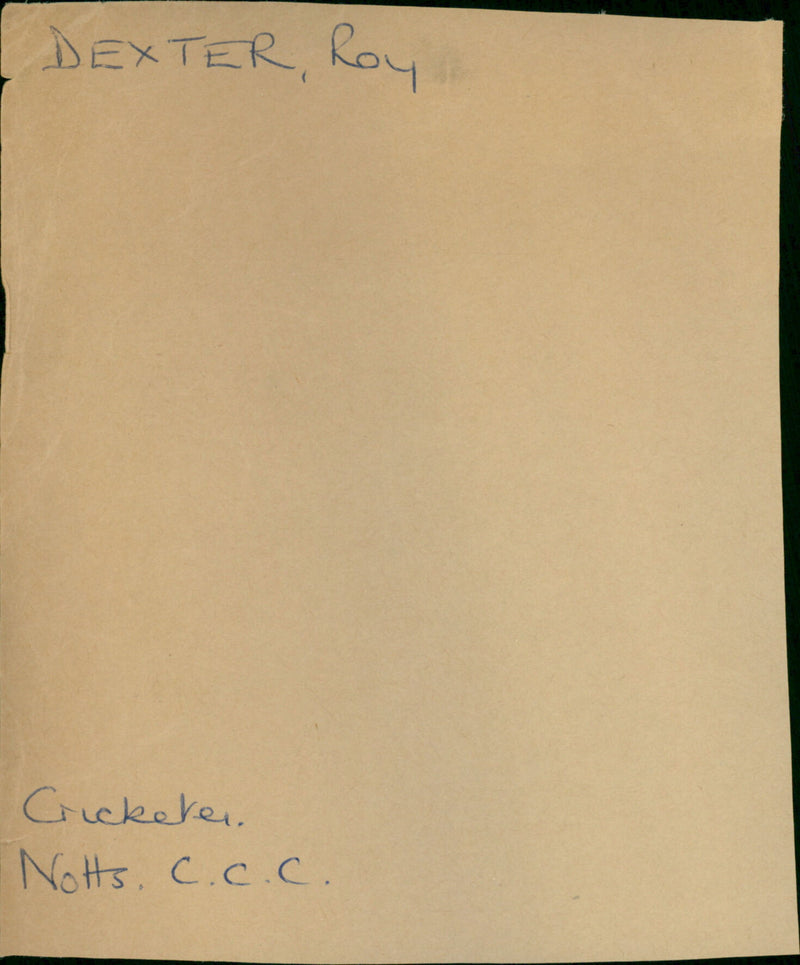 DEXTER, Roy
Cricketer.
Notts. C.C.C.